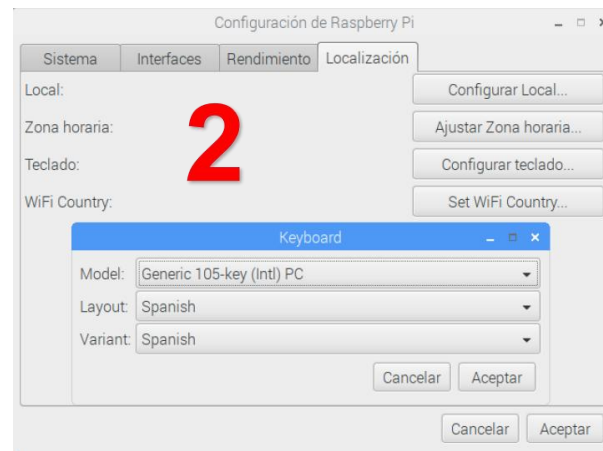 Configuración de Raspberry Pi
Sistema Interfaces Rendimiento Localización
Local: Configurar Local...
Zona horaria: Ajustar Zona horaria...
Teclado: Configurar teclado...
WiFi Country: Set WiFi Country...
2
Keyboard
Model: Generic 105-key (Intl) PC
Layout: Spanish
Variant: Spanish
Cancelar Aceptar
Cancelar Aceptar